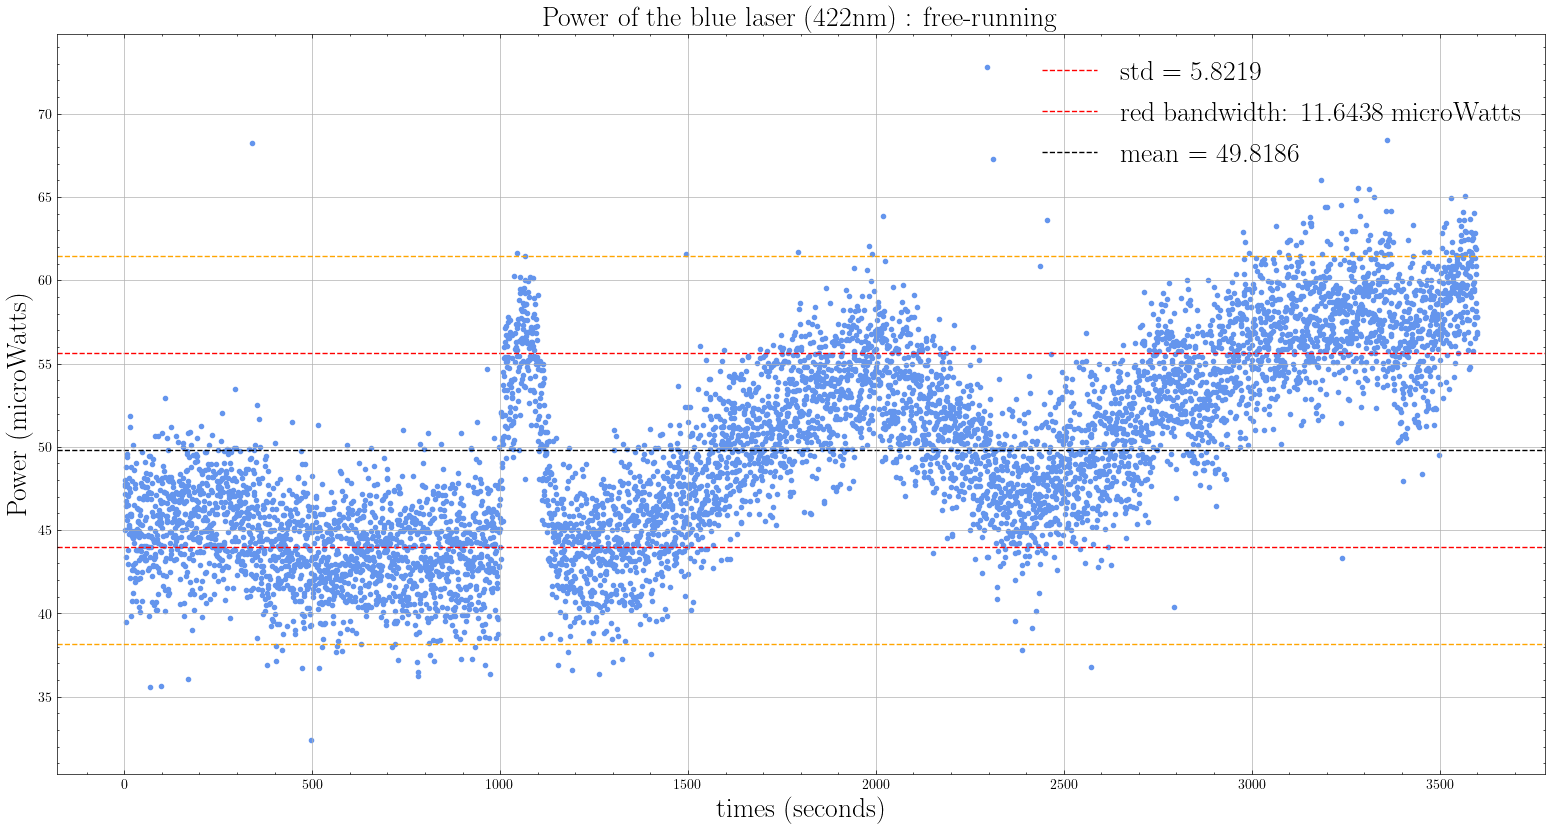 Power of the blue laser (422nm) : free-running
std = 5.8219
red bandwidth: 11.6438 microWatts
mean = 49.8186
Power (microWatts)
70
65
60
55
50
45
40
35
0 500 1000 1500 2000 2500 3000 3500
times (seconds)